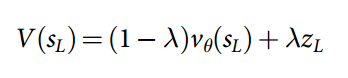 V(s_L) = (1 − λ)v_θ(s_L) + λz_L